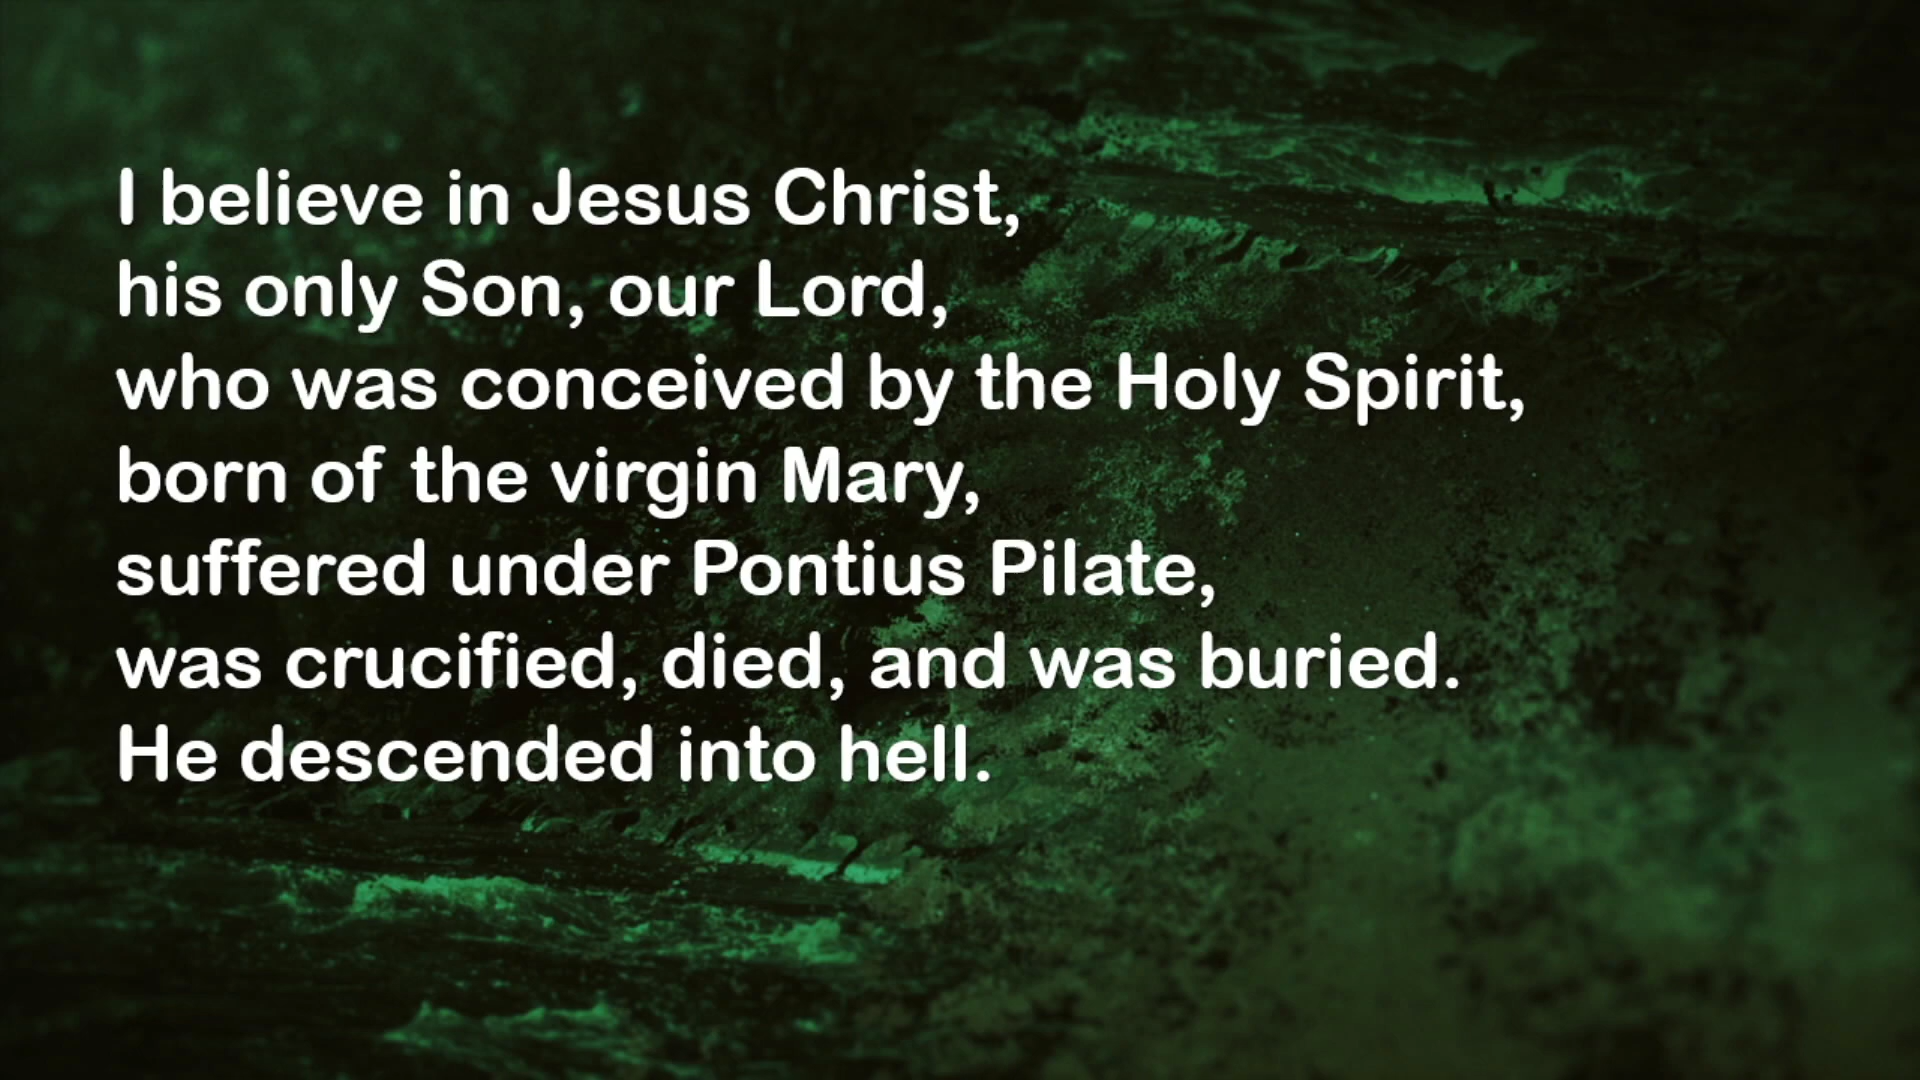 I believe in Jesus Christ,
his only Son, our Lord,
who was conceived by the Holy Spirit,
born of the virgin Mary,
suffered under Pontius Pilate,
was crucified, died, and was buried.
He descended into hell.